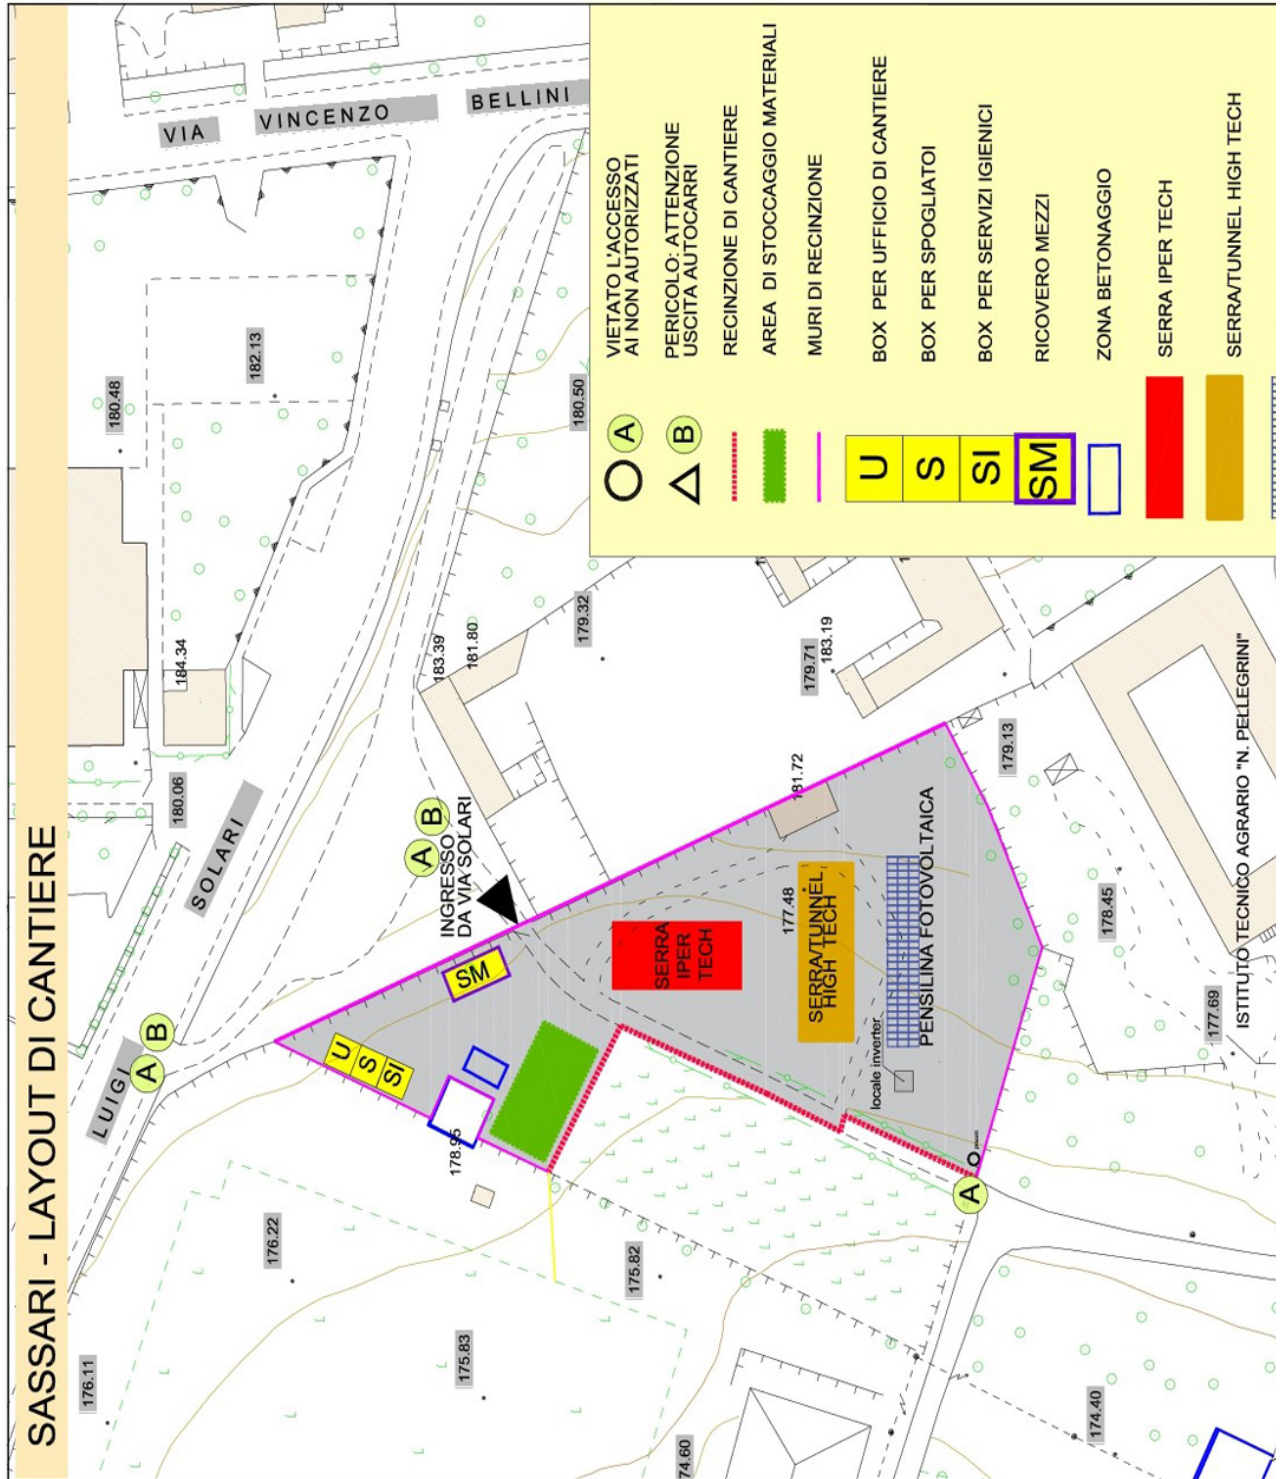 SASSARI - LAYOUT DI CANTIERE
VIA
VINCENZO
BELLINI
LUIGI
SOLARI
180.48
182.13
180.50
184.34
180.06
183.39
181.80
179.32
179.71
183.19
181.72
179.13
178.45
177.69
177.48
178.95
176.22
176.11
175.83
175.82
74.60
174.40
A
B
A
B
INGRESSO
DA VIA SOLARI
SM
U
S
SI
SERRA
IPER
TECH
SERRA/TUNNEL
HIGH TECH
PENSILINA FOTOVOLTAICA
locale inverter
A
ISTITUTO TECNICO AGRARIO "N. PELLEGRINI"
A
VIETATO L'ACCESSO
AI NON AUTORIZZATI
B
PERICOLO: ATTENZIONE
USCITA AUTOCARRI
RECINZIONE DI CANTIERE
AREA DI STOCCAGGIO MATERIALI
MURI DI RECINZIONE
U
BOX PER UFFICIO DI CANTIERE
S
BOX PER SPOGLIATOI
SI
BOX PER SERVIZI IGIENICI
SM
RICOVERO MEZZI
ZONA BETONAGGIO
SERRA IPER TECH
SERRA/TUNNEL HIGH TECH